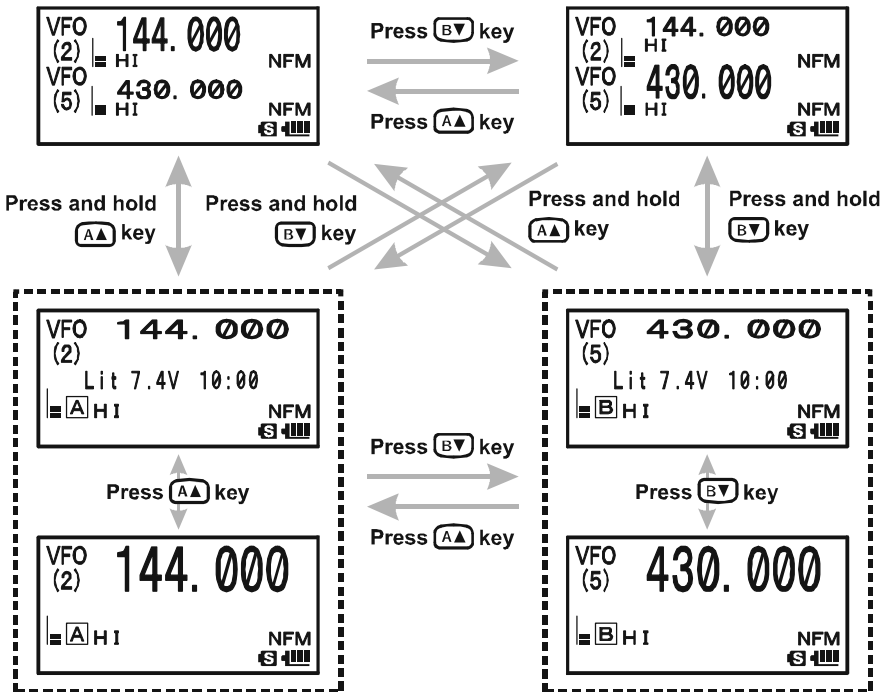 VFO 144. 000
(2) HI NFM
VFO 430. 000
(5) HI NFM
S
Press B▼ key
Press A▲ key
VFO 144. 000
(2) HI NFM
VFO 430. 000
(5) HI NFM
S
Press and hold
A▲ key
Press and hold
B▼ key
Press and hold
A▲ key
Press and hold
B▼ key
VFO 144. 000
(2)
Lit 7.4V 10:00
A HI NFM
S
Press A▲ key
VFO 144. 000
(2)
A HI NFM
S
Press B▼ key
Press A▲ key
VFO 430. 000
(5)
Lit 7.4V 10:00
B HI NFM
S
Press B▼ key
VFO 430. 000
(5)
B HI NFM
S